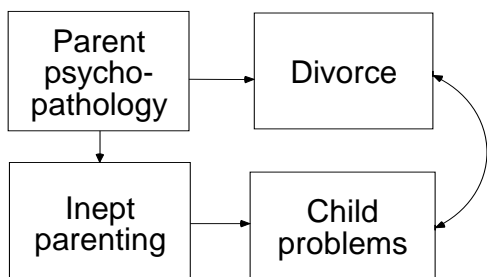 Parent
psycho-
pathology
Divorce
Inept
parenting
Child
problems